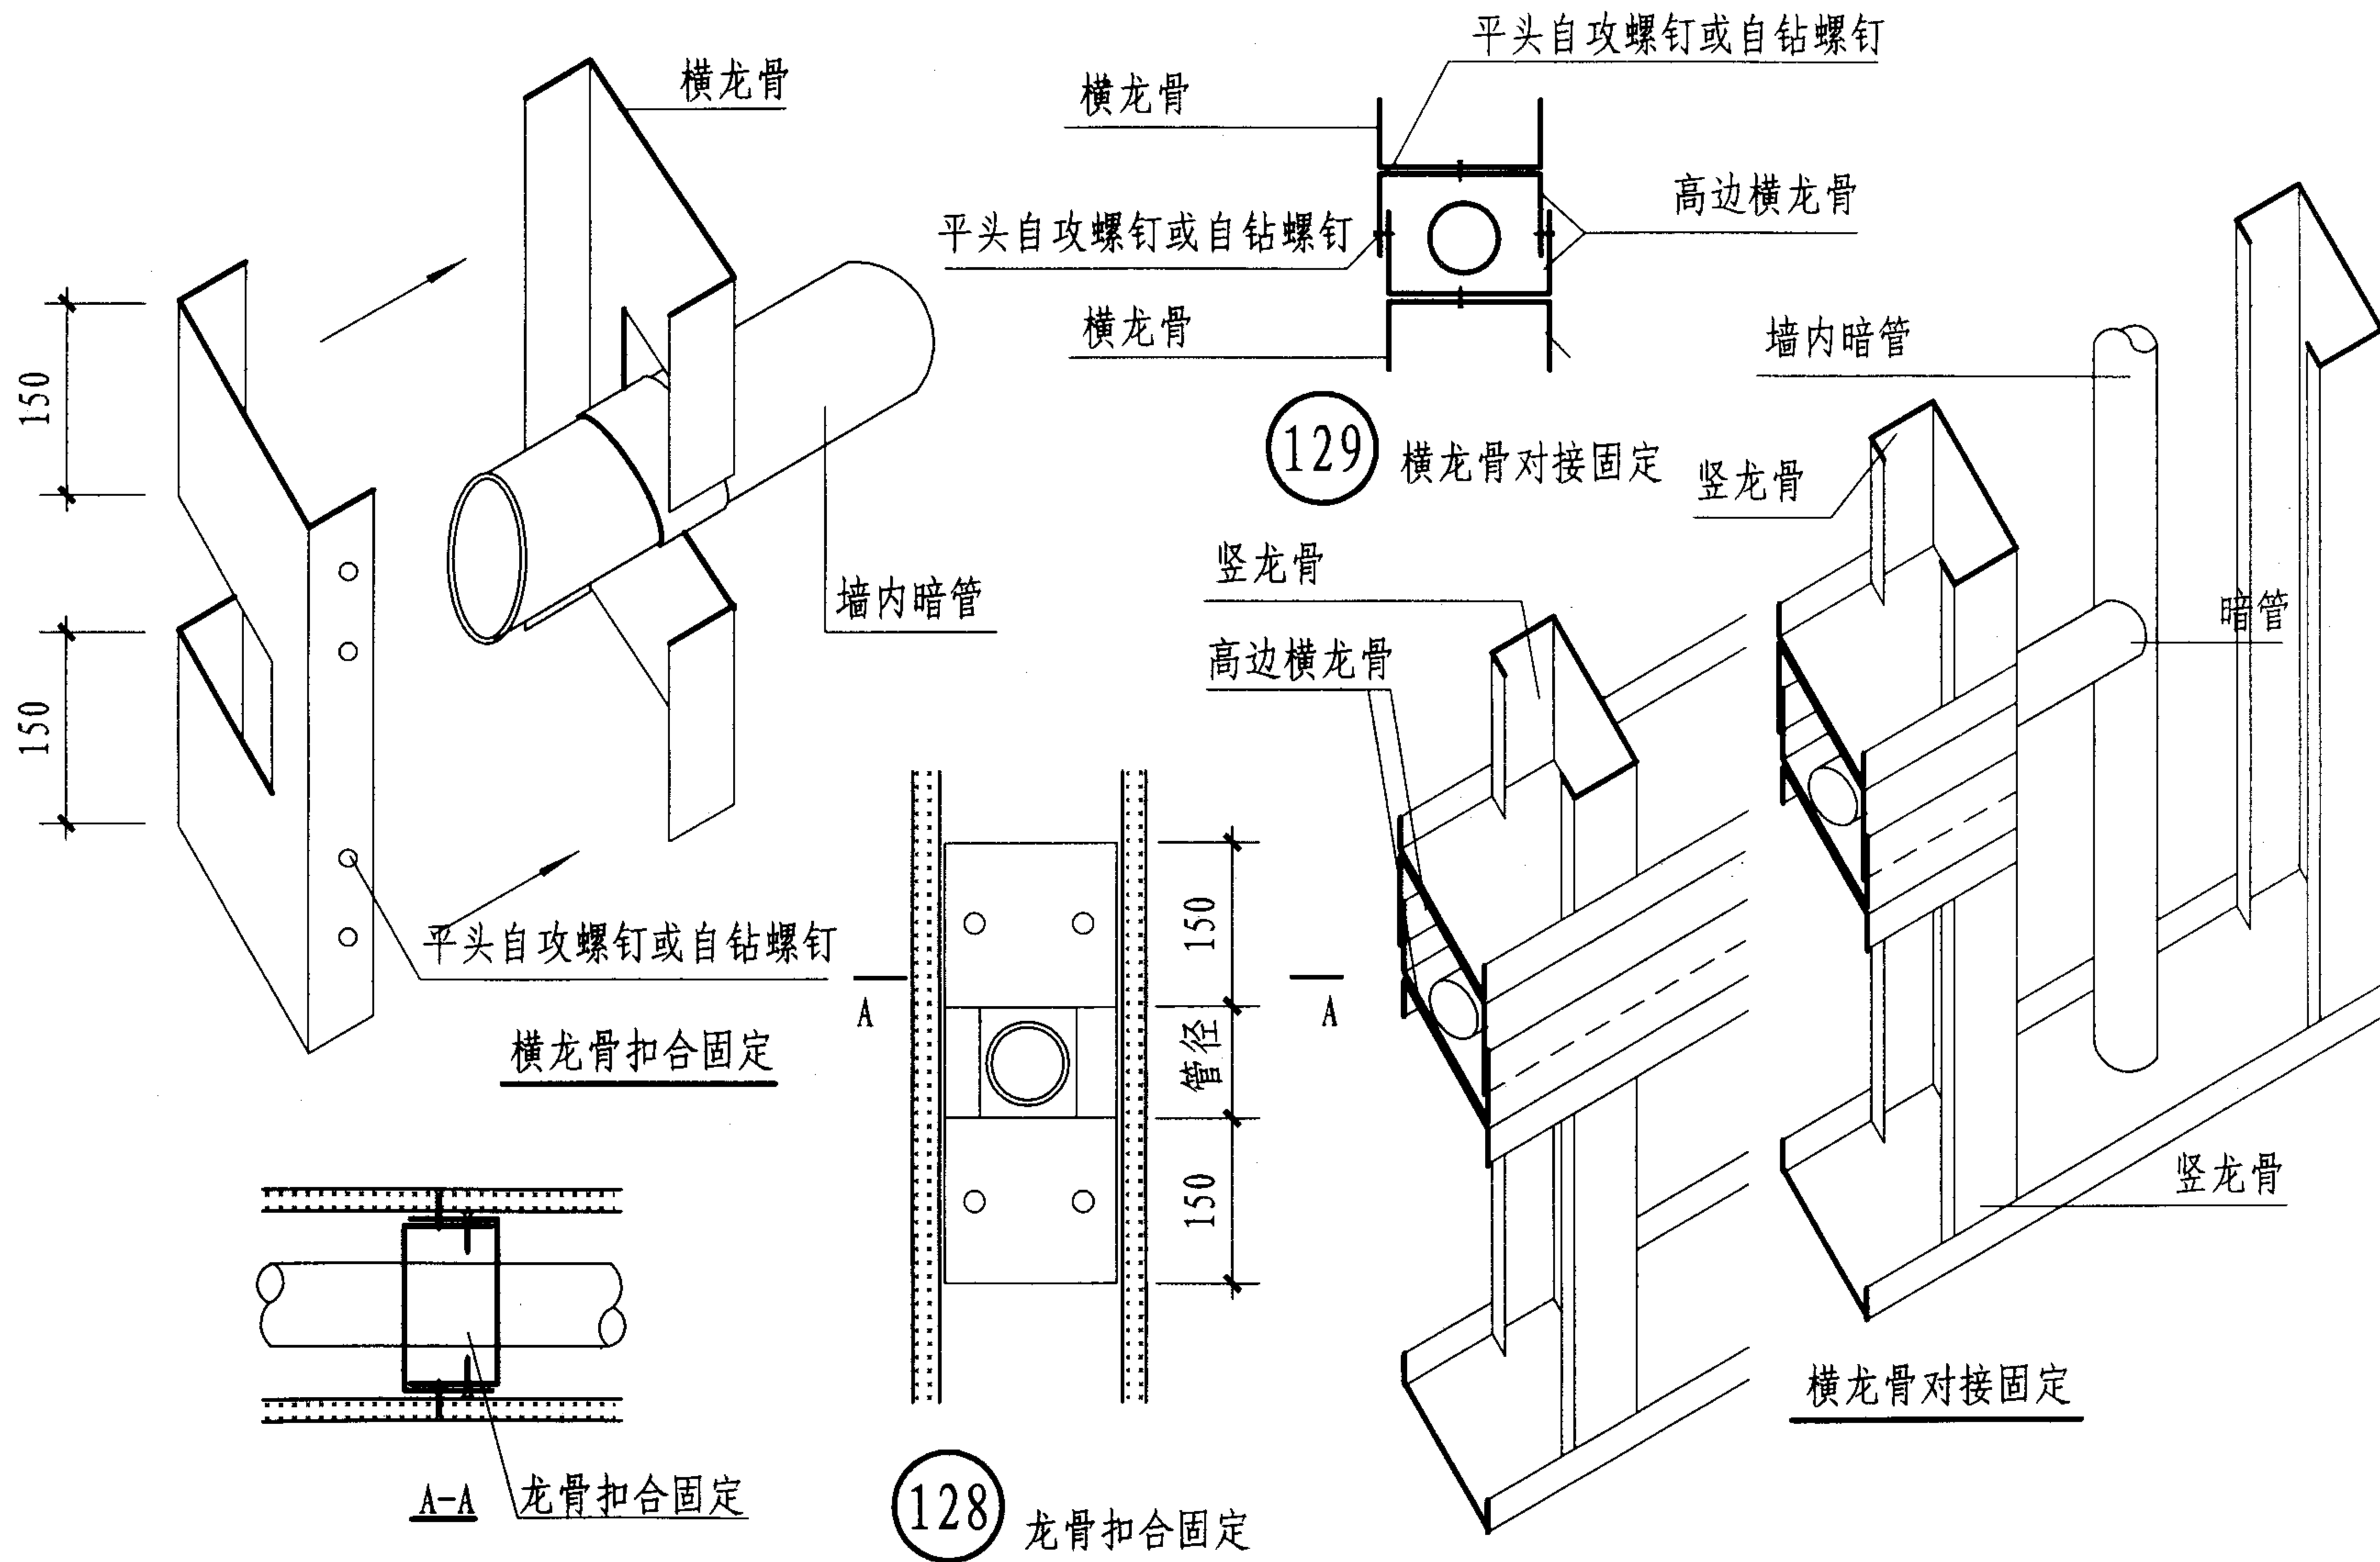 横龙骨
150
150
墙内暗管
平头自攻螺钉或自钻螺钉
横龙骨扣合固定
平头自攻螺钉或自钻螺钉
横龙骨
高边横龙骨
平头自攻螺钉或自钻螺钉
横龙骨
129
横龙骨对接固定
墙内暗管
竖龙骨
竖龙骨
高边横龙骨
暗管
竖龙骨
横龙骨对接固定
150
A
A
管径
150
128
龙骨扣合固定
A-A
龙骨扣合固定